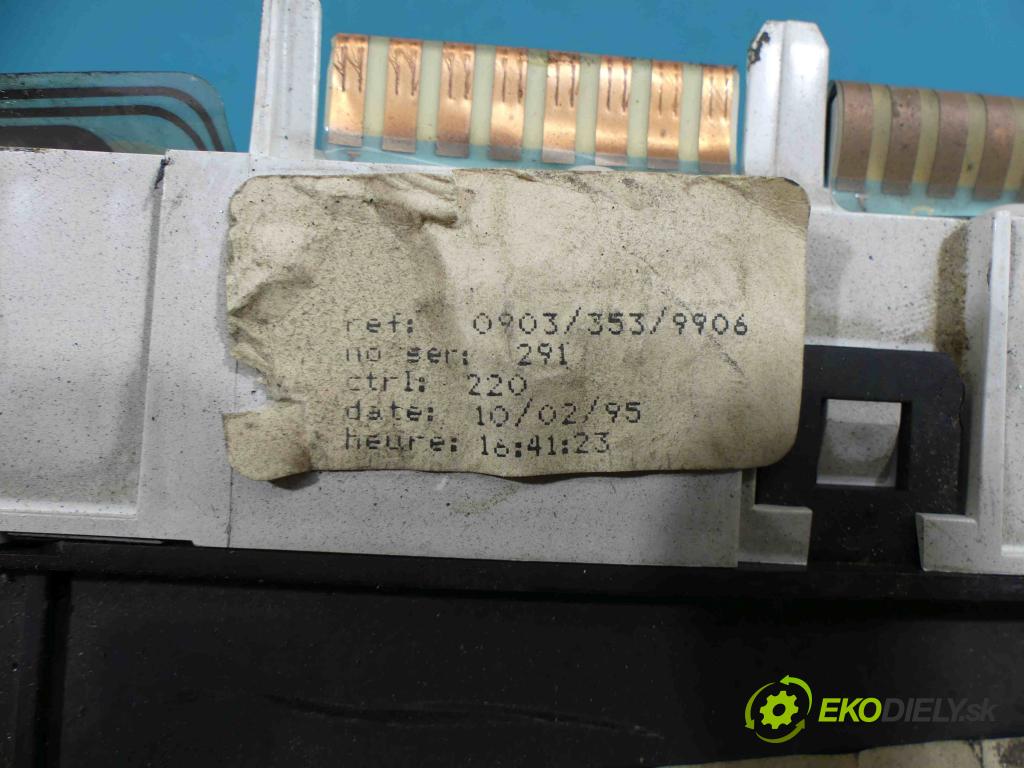 ref: 0903/353/9906
no ser: 291
ctrl: 220
date: 10/02/95
heure: 16:41:23
EKODIELY.sk